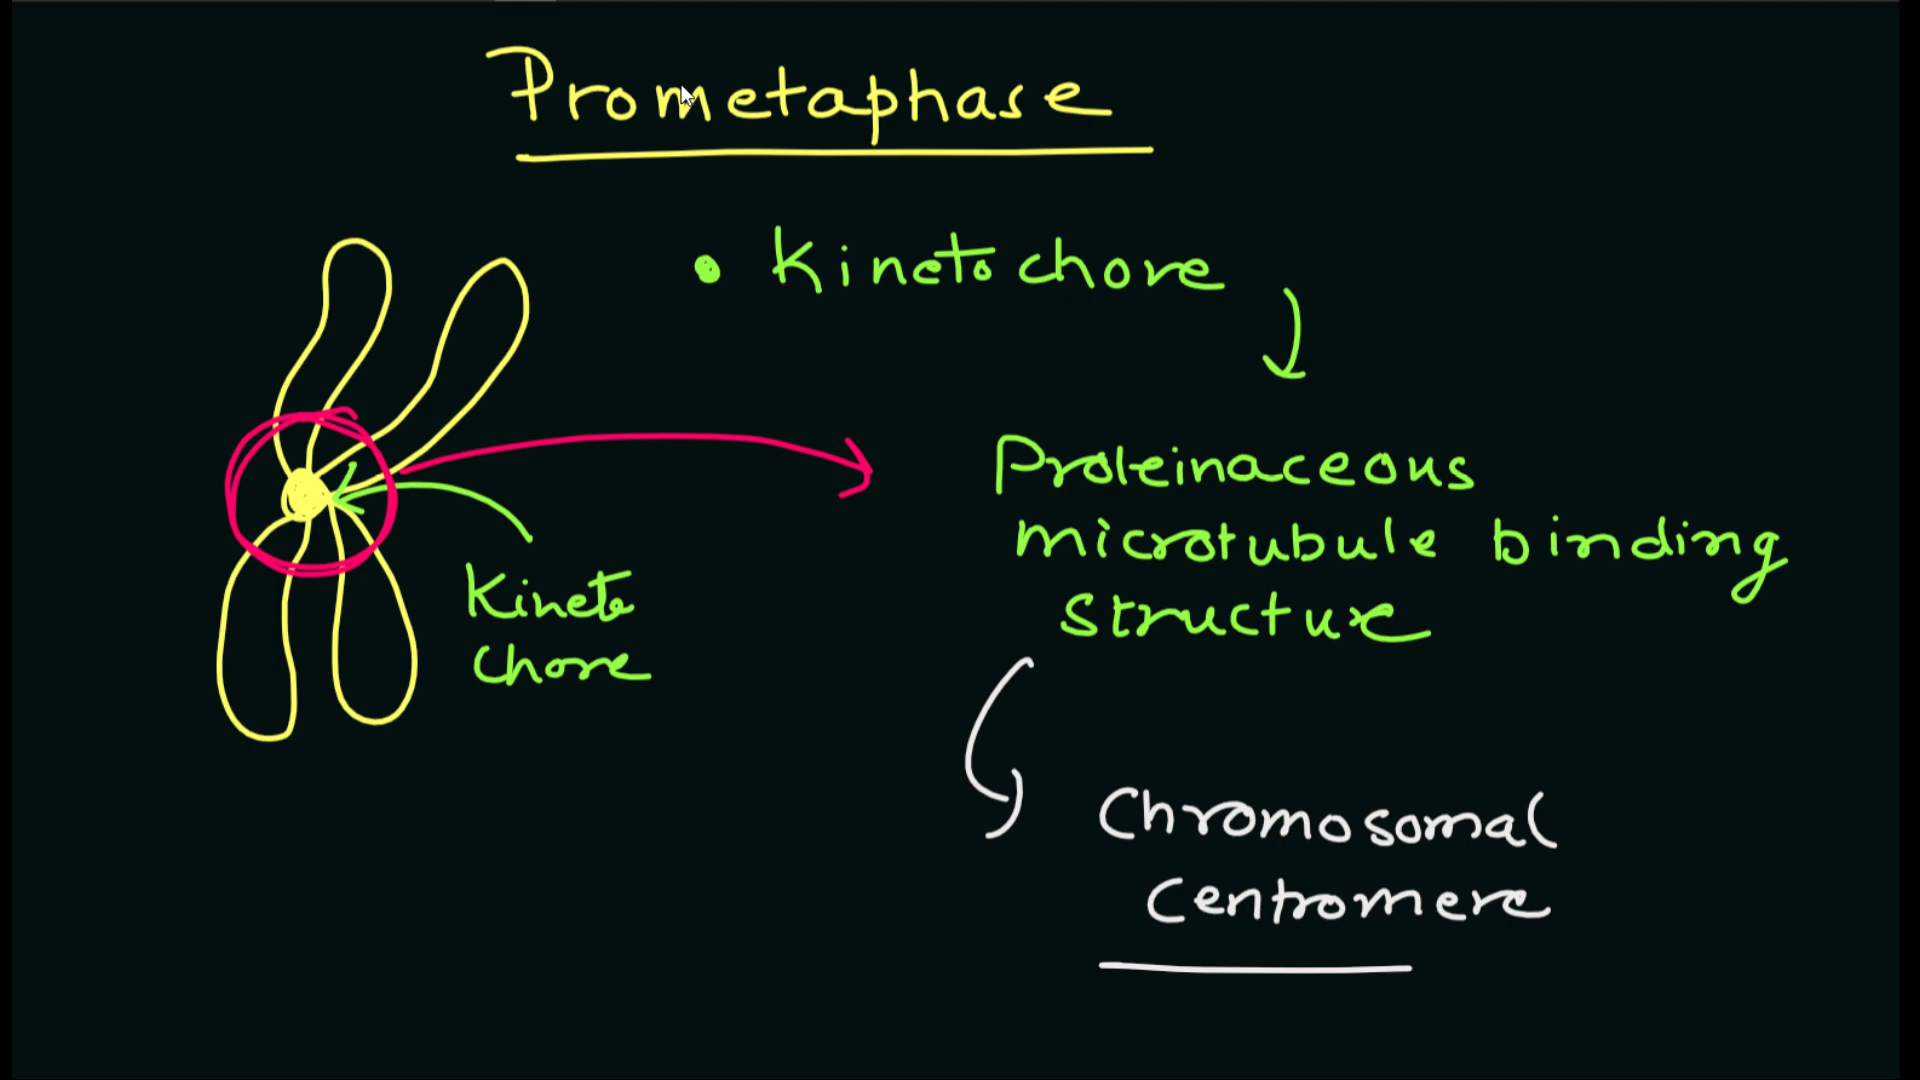 Prometaphase
• Kinetochore
Proteinaceous
microtubule binding
structure
Kineto
chore
Chromosomal
Centromere